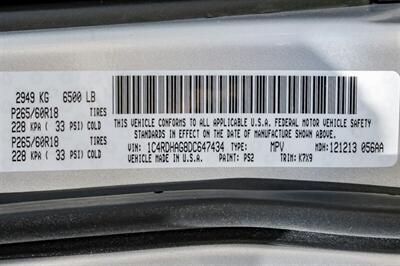 2949 KG 6500 LB
P265/60R18 TIRES
228 KPA ( 33 PSI) COLD
P265/60R18 TIRES
228 KPA ( 33 PSI) COLD
THIS VEHICLE CONFORMS TO ALL APPLICABLE U.S.A. FEDERAL MOTOR VEHICLE SAFETY
STANDARDS IN EFFECT ON THE DATE OF MANUFACTURE SHOWN ABOVE.
VIN: 1C4RDHAG8DC647434 TYPE: MPV MDH:121213 056AA
VEHICLE MADE IN U.S.A. PAINT: PS2 TRIM:K7X9